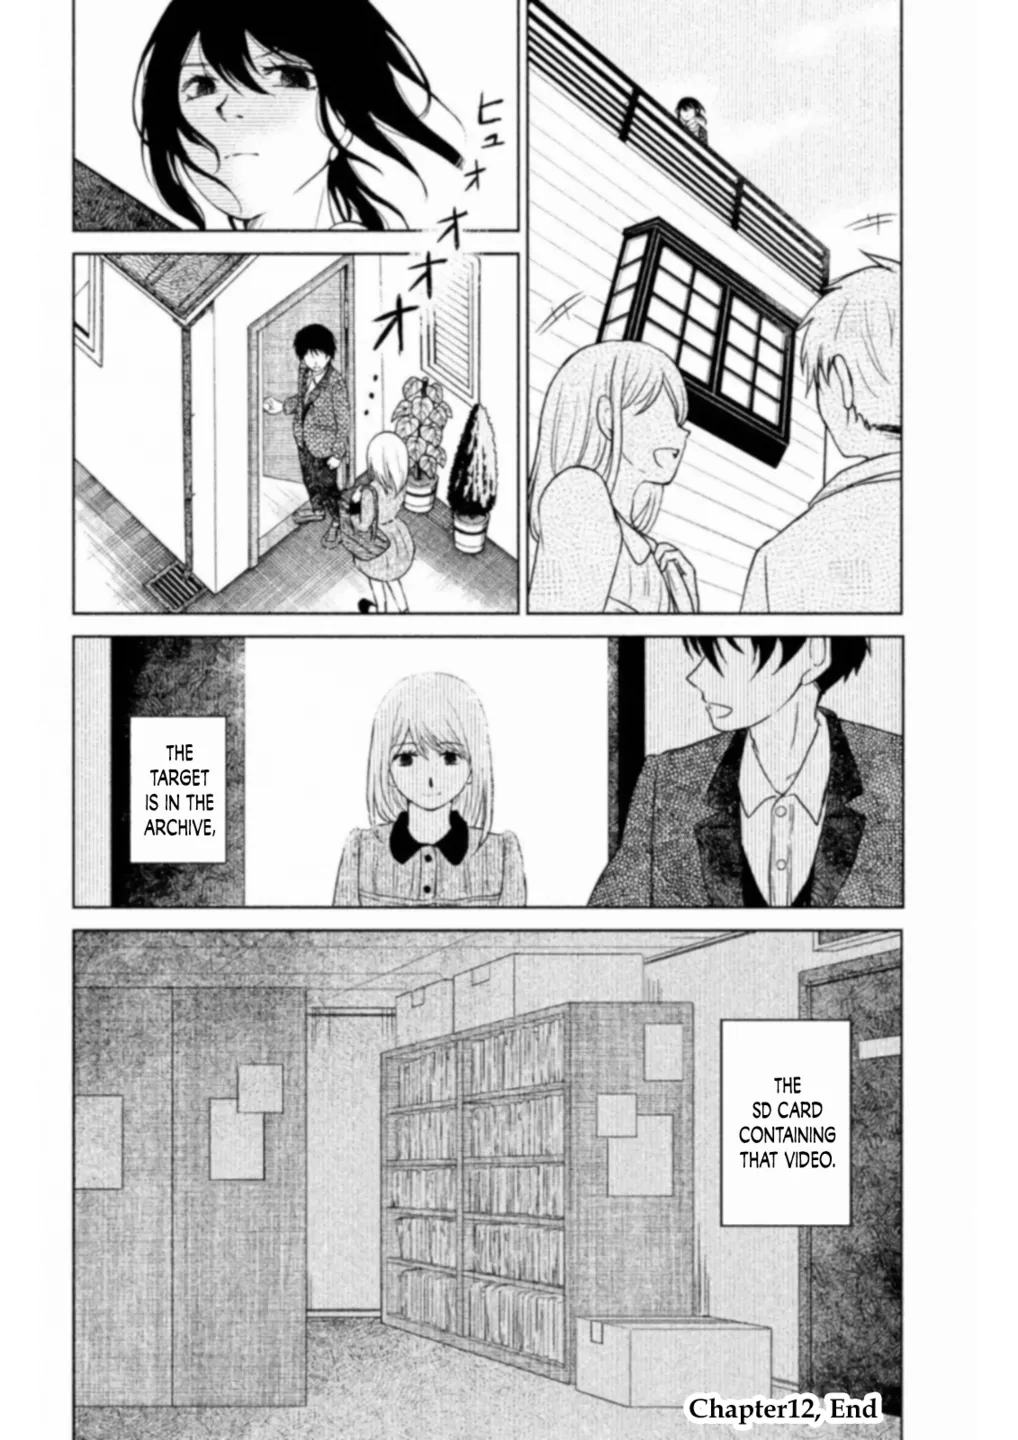 ヒュオオオオ
THE
TARGET
IS IN THE
ARCHIVE,
THE
SD CARD
CONTAINING
THAT VIDEO.
Chapter12, End